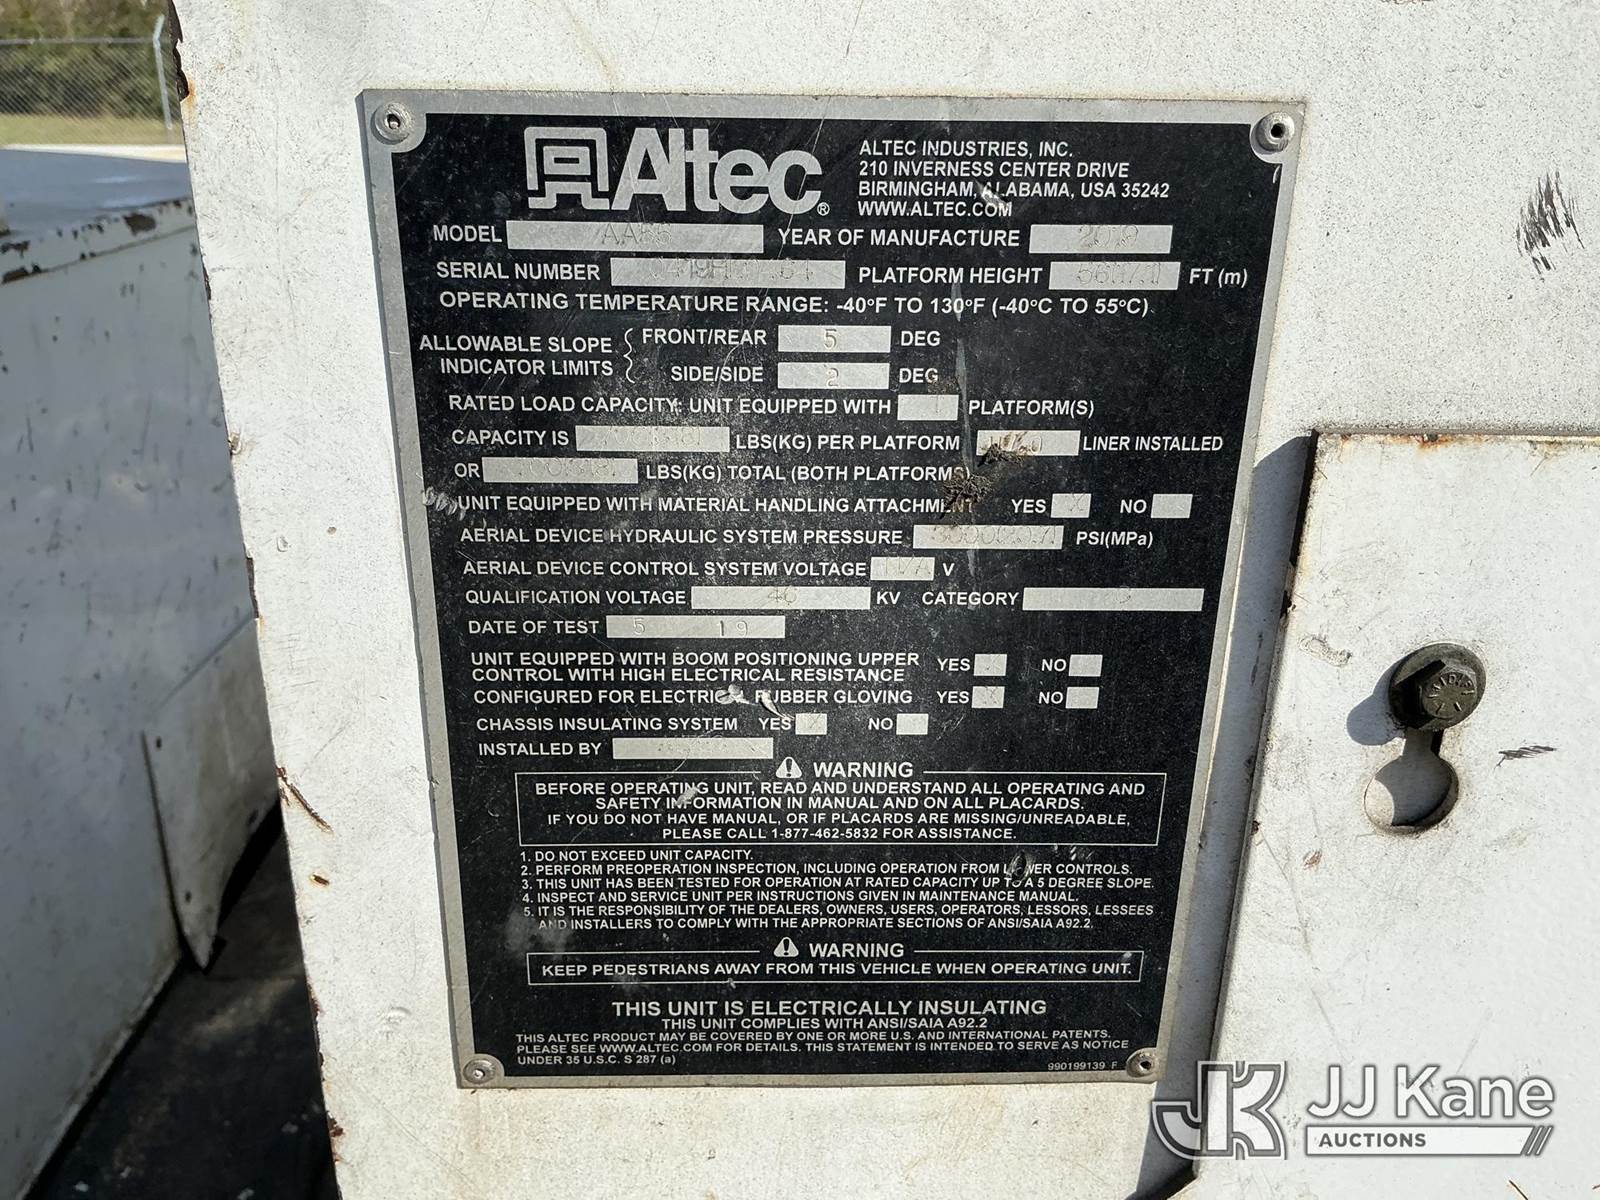 Altec®
ALTEC INDUSTRIES, INC.
210 INVERNESS CENTER DRIVE
BIRMINGHAM, ALABAMA, USA 35242
WWW.ALTEC.COM
MODEL AA55 YEAR OF MANUFACTURE 2019
SERIAL NUMBER PLATFORM HEIGHT FT (m)
OPERATING TEMPERATURE RANGE: -40°F TO 130°F (-40°C TO 55°C)
ALLOWABLE SLOPE INDICATOR LIMITS
FRONT/REAR 5 DEG
SIDE/SIDE 2 DEG
RATED LOAD CAPACITY: UNIT EQUIPPED WITH 1 PLATFORM(S)
CAPACITY IS LBS(KG) PER PLATFORM LINER INSTALLED
OR LBS(KG) TOTAL (BOTH PLATFORMS)
UNIT EQUIPPED WITH MATERIAL HANDLING ATTACHMENT YES X NO
AERIAL DEVICE HYDRAULIC SYSTEM PRESSURE PSI(MPa)
AERIAL DEVICE CONTROL SYSTEM VOLTAGE V
QUALIFICATION VOLTAGE 46 KV CATEGORY
DATE OF TEST 5 19
UNIT EQUIPPED WITH BOOM POSITIONING UPPER
CONTROL WITH HIGH ELECTRICAL RESISTANCE YES NO
CONFIGURED FOR ELECTRICAL RUBBER GLOVING YES X NO
CHASSIS INSULATING SYSTEM YES X NO
INSTALLED BY
WARNING
BEFORE OPERATING UNIT, READ AND UNDERSTAND ALL OPERATING AND
SAFETY INFORMATION IN MANUAL AND ON ALL PLACARDS.
IF YOU DO NOT HAVE MANUAL, OR IF PLACARDS ARE MISSING/UNREADABLE,
PLEASE CALL 1-877-462-5832 FOR ASSISTANCE.
1. DO NOT EXCEED UNIT CAPACITY.
2. PERFORM PREOPERATION INSPECTION, INCLUDING OPERATION FROM LOWER CONTROLS.
3. THIS UNIT HAS BEEN TESTED FOR OPERATION AT RATED CAPACITY UP TO A 5 DEGREE SLOPE.
4. INSPECT AND SERVICE UNIT PER INSTRUCTIONS GIVEN IN MAINTENANCE MANUAL.
5. IT IS THE RESPONSIBILITY OF THE DEALERS, OWNERS, USERS, OPERATORS, LESSORS, LESSEES
AND INSTALLERS TO COMPLY WITH THE APPROPRIATE SECTIONS OF ANSI/SAIA A92.2.
WARNING
KEEP PEDESTRIANS AWAY FROM THIS VEHICLE WHEN OPERATING UNIT.
THIS UNIT IS ELECTRICALLY INSULATING
THIS UNIT COMPLIES WITH ANSI/SAIA A92.2
THIS ALTEC PRODUCT MAY BE COVERED BY ONE OR MORE U.S. AND INTERNATIONAL PATENTS.
PLEASE SEE WWW.ALTEC.COM FOR DETAILS. THIS STATEMENT IS INTENDED TO SERVE AS NOTICE
UNDER 35 U.S.C. S 287 (a)
990199139 F
JK JJ Kane
AUCTIONS